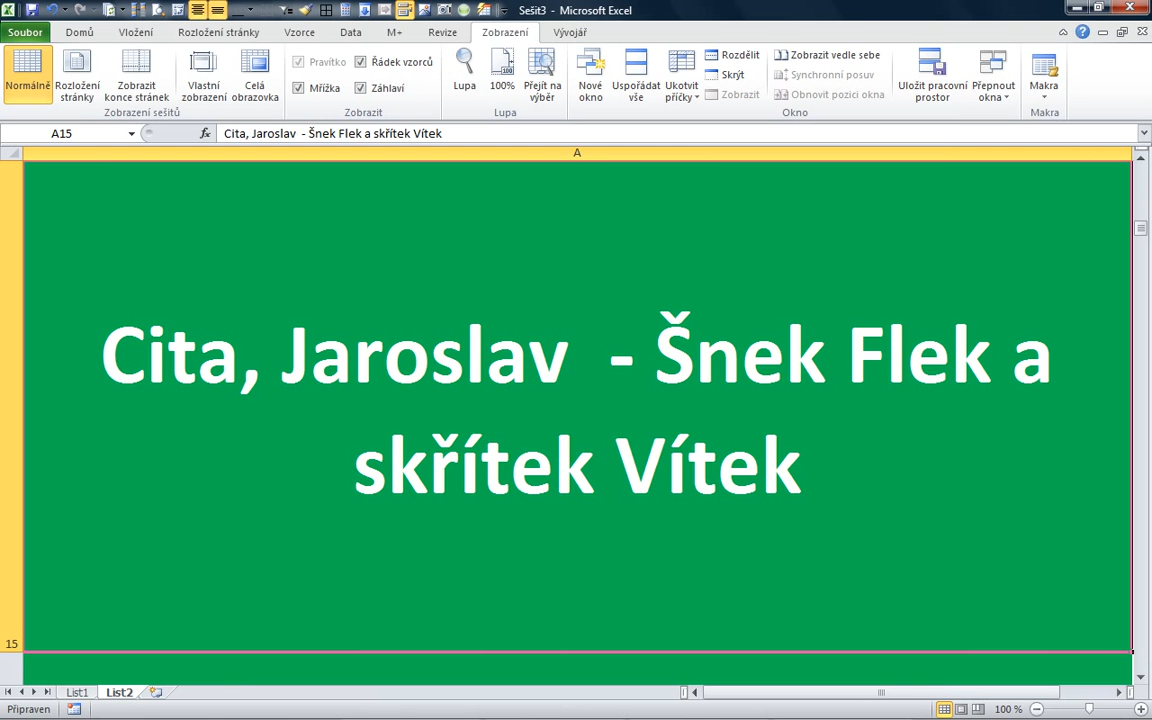 Sešit3 - Microsoft Excel
Soubor Domů Vložení Rozložení stránky Vzorce Data M+ Revize Zobrazení Vývojář
Normálně Rozložení stránky Zobrazit konce stránek Vlastní zobrazení Celá obrazovka
Zobrazení sešitů
Pravítko Řádek vzorců
Mřížka Záhlaví
Zobrazit
Lupa 100% Přejít na výběr
Lupa
Nové okno Uspořádat vše Ukotvit příčky
Rozdělit Zobrazit vedle sebe
Skrýt Synchronní posuv
Zobrazit Obnovit pozici okna
Uložit pracovní prostor Přepnout okna
Okno
Makra
Makra
A15 fx Cita, Jaroslav  - Šnek Flek a skřítek Vítek
A
Cita, Jaroslav  - Šnek Flek a
skřítek Vítek
15
List1 List2
Připraven 100 %